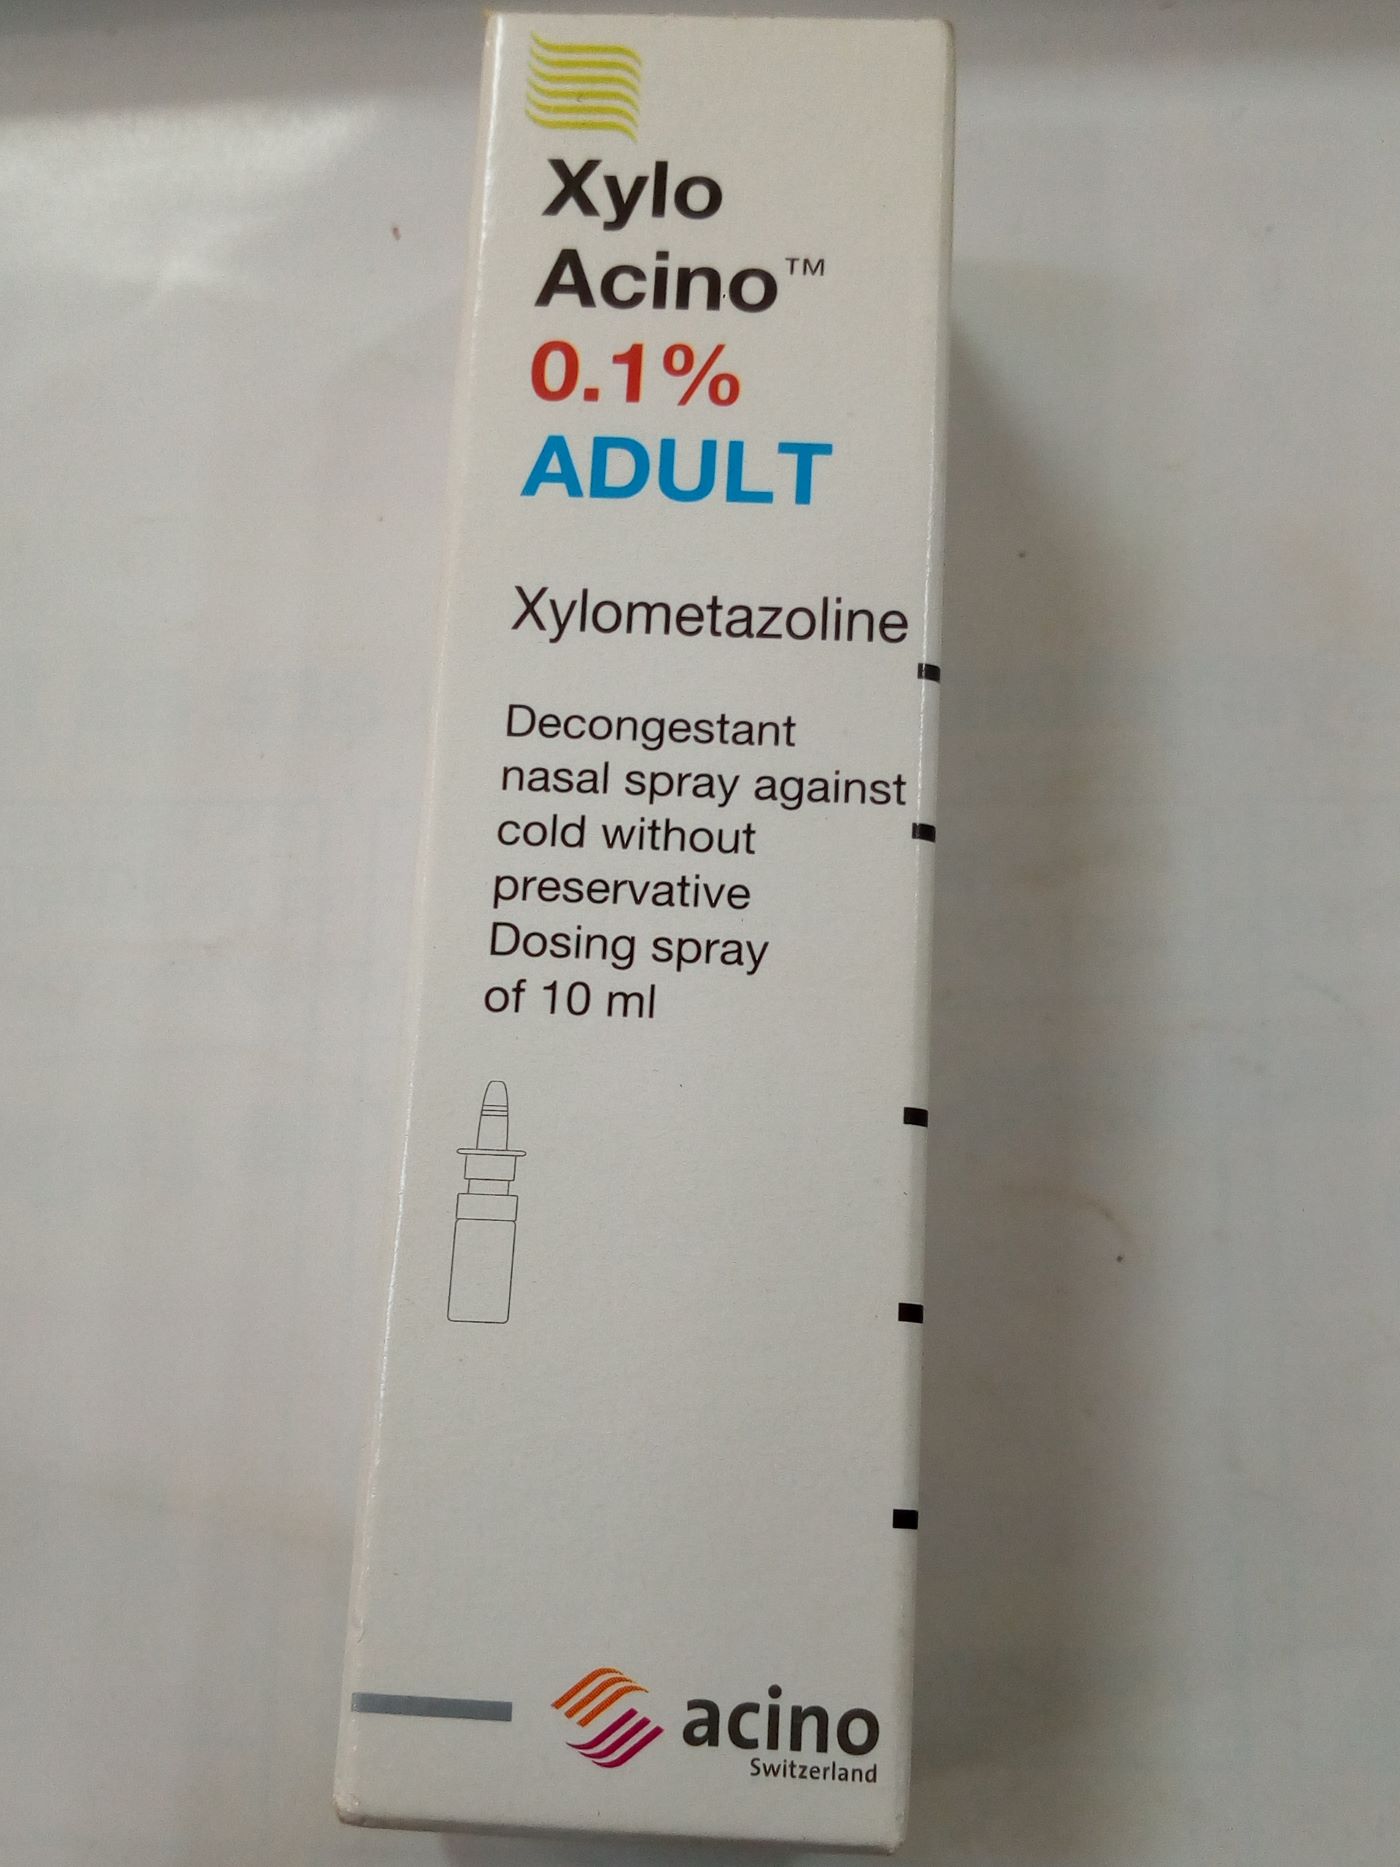 Xylo
Acino™
0.1%
ADULT
Xylometazoline
Decongestant
nasal spray against
cold without
preservative
Dosing spray
of 10 ml
acino
Switzerland